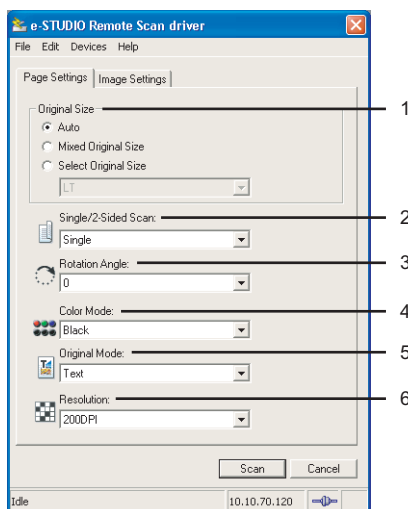 e-STUDIO Remote Scan driver
File Edit Devices Help
Page Settings Image Settings
Original Size 1
Auto
Mixed Original Size
Select Original Size
LT
Single/2-Sided Scan: 2
Single
Rotation Angle: 3
0
Color Mode: 4
Black
Original Mode: 5
Text
Resolution: 6
200DPI
Scan Cancel
Idle 10.10.70.120